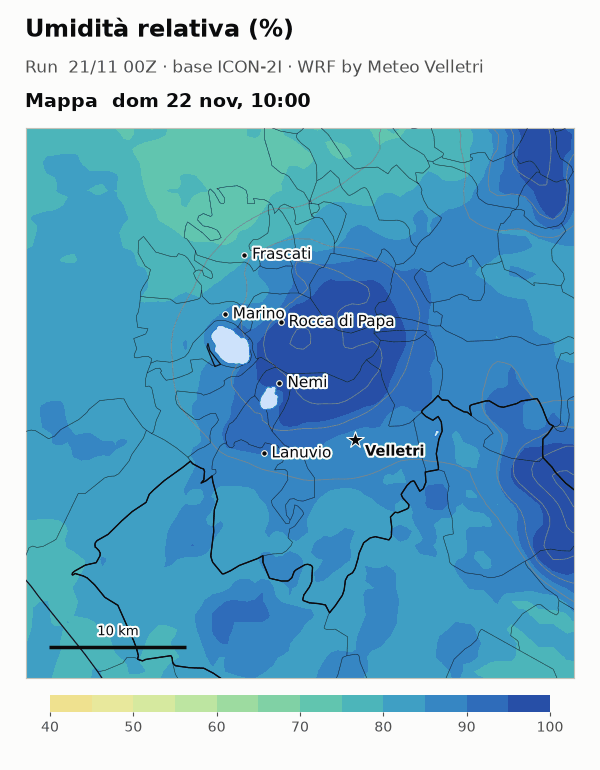 Umidità relativa (%)
Run 21/11 00Z · base ICON-2I · WRF by Meteo Velletri
Mappa dom 22 nov, 10:00
Frascati
Marino
Rocca di Papa
Nemi
Velletri
Lanuvio
10 km
40 50 60 70 80 90 100